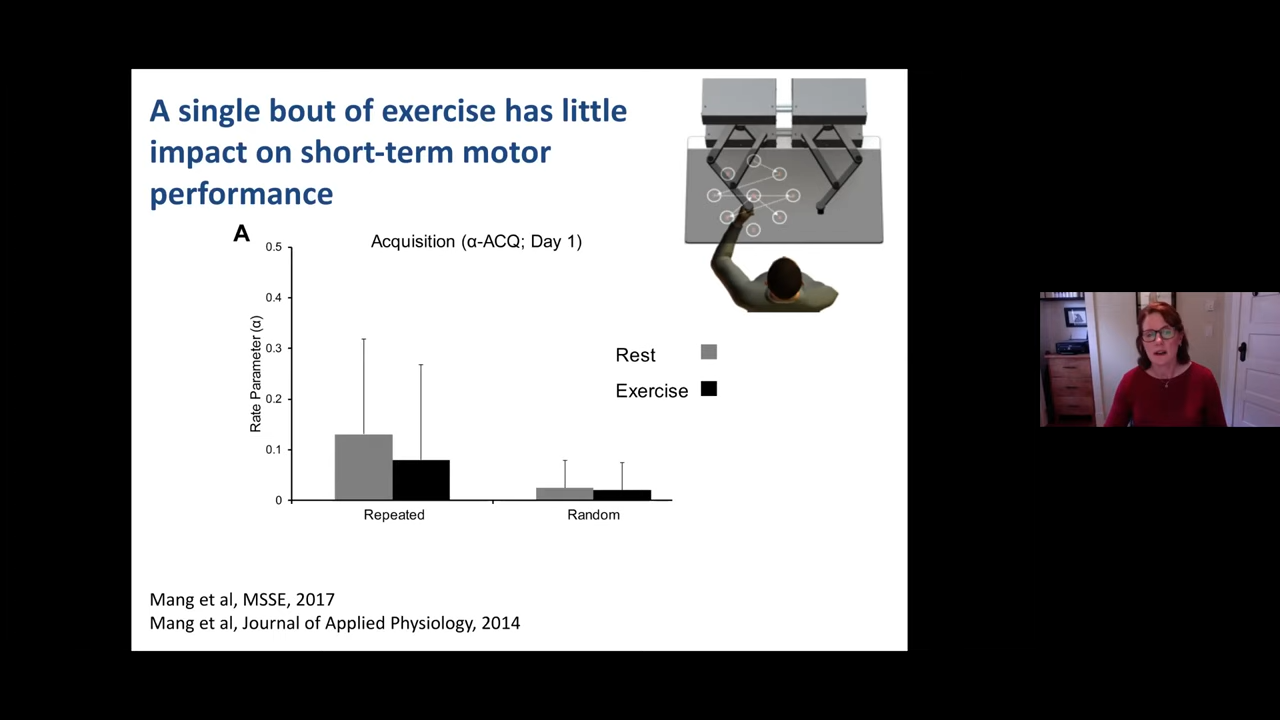 A single bout of exercise has little
impact on short-term motor
performance
A
Acquisition (α-ACQ; Day 1)
0.5
0.4
0.3
0.2
0.1
0
Rate Parameter (α)
Repeated
Random
Rest
Exercise
Mang et al, MSSE, 2017
Mang et al, Journal of Applied Physiology, 2014